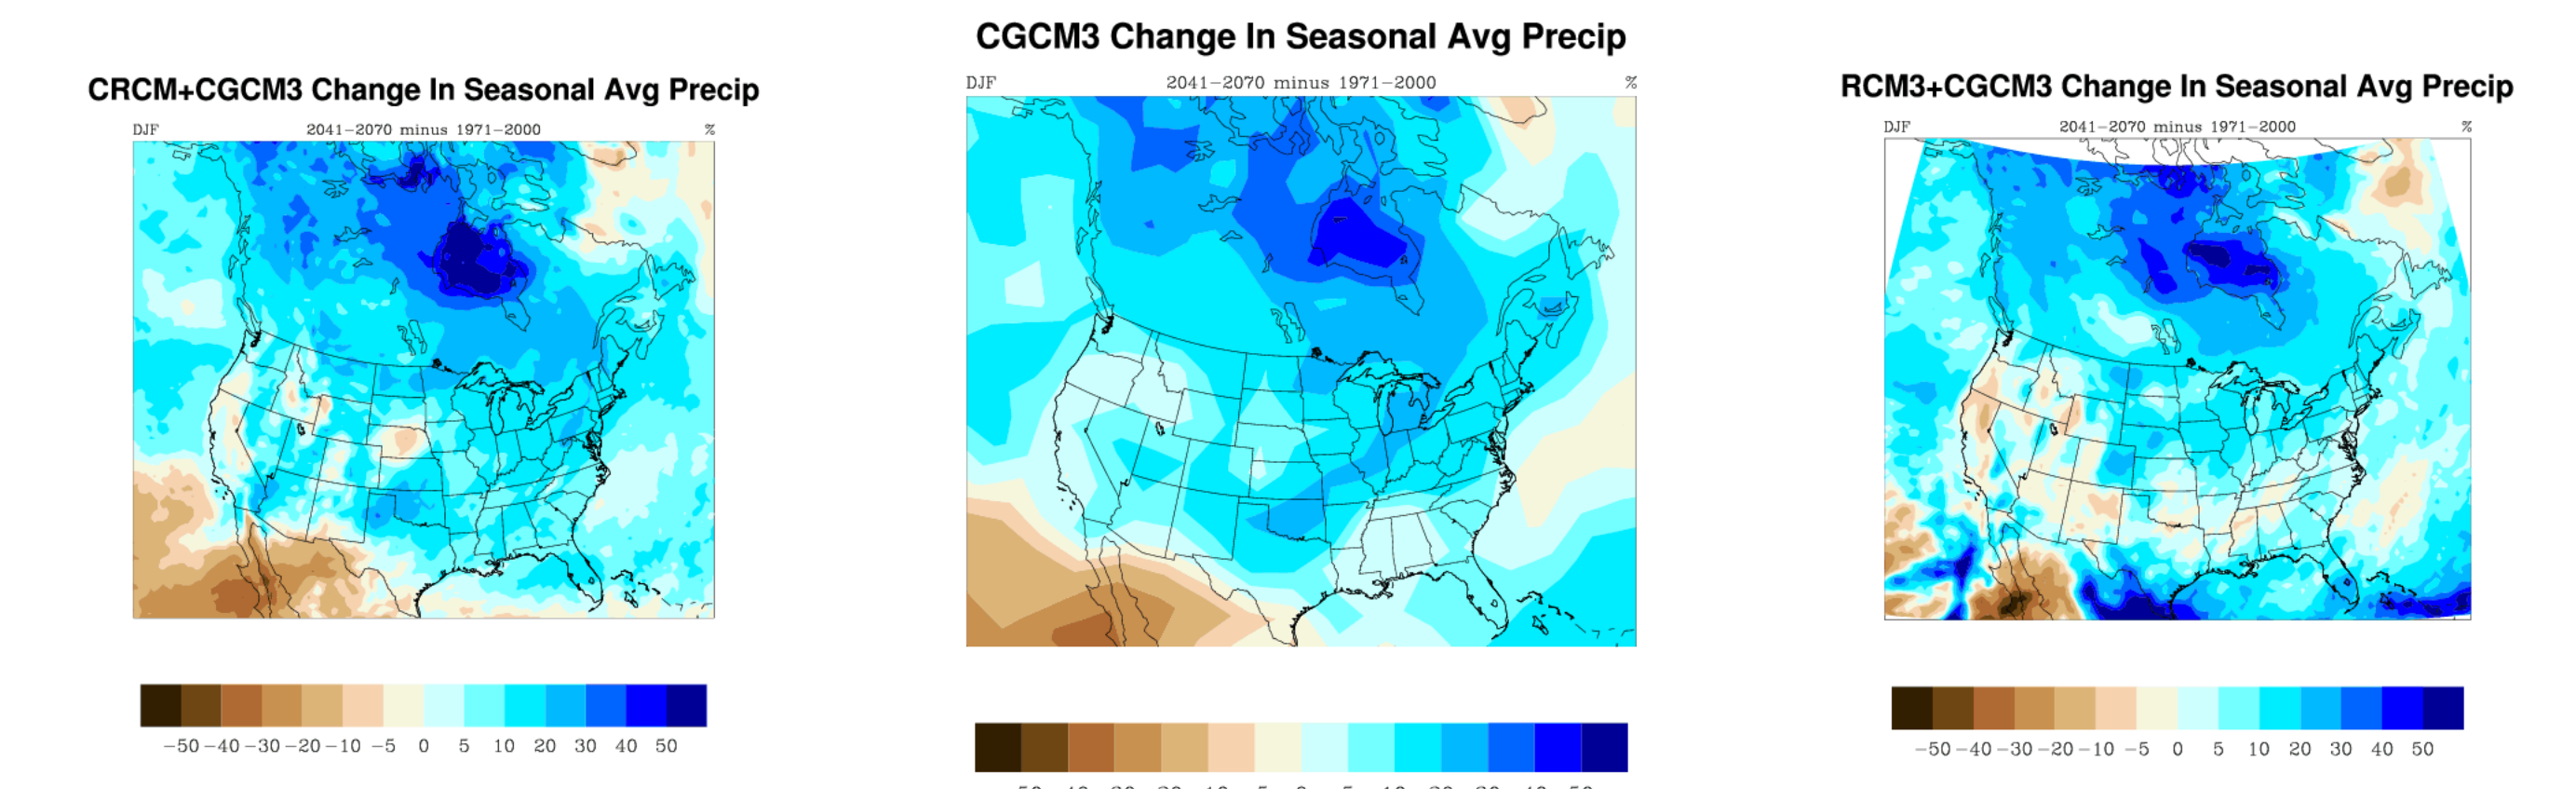 CRCM+CGCM3 Change In Seasonal Avg Precip
DJF 2041−2070 minus 1971−2000 %
−50 −40 −30 −20 −10 −5 0 5 10 20 30 40 50
CGCM3 Change In Seasonal Avg Precip
DJF 2041−2070 minus 1971−2000 %
RCM3+CGCM3 Change In Seasonal Avg Precip
DJF 2041−2070 minus 1971−2000 %
−50 −40 −30 −20 −10 −5 0 5 10 20 30 40 50